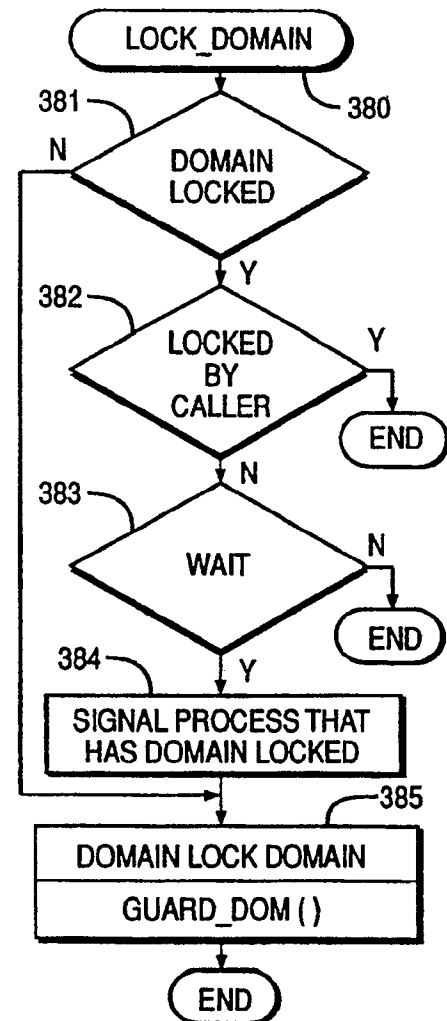 LOCK_DOMAIN
380
381
N
DOMAIN
LOCKED
Y
382
LOCKED
BY
CALLER
Y
END
N
383
WAIT
N
END
Y
384
SIGNAL PROCESS THAT
HAS DOMAIN LOCKED
385
DOMAIN LOCK DOMAIN
GUARD_DOM ( )
END